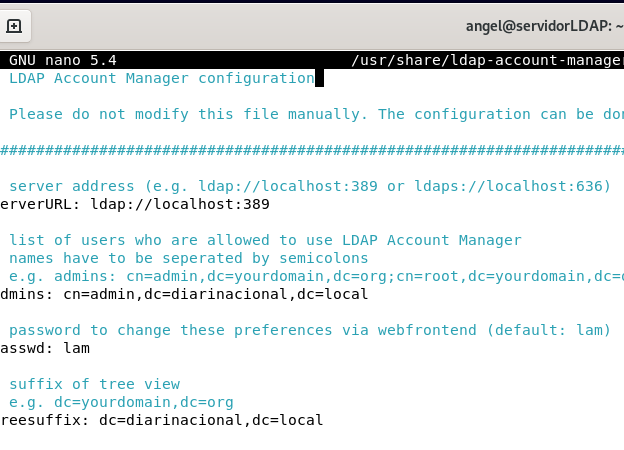 angel@servidorLDAP: ~
GNU nano 5.4 /usr/share/ldap-account-manager
LDAP Account Manager configuration
Please do not modify this file manually. The configuration can be don
######################################################################
server address (e.g. ldap://localhost:389 or ldaps://localhost:636)
erverURL: ldap://localhost:389
list of users who are allowed to use LDAP Account Manager
names have to be seperated by semicolons
e.g. admins: cn=admin,dc=yourdomain,dc=org;cn=root,dc=yourdomain,dc=o
dmins: cn=admin,dc=diarinacional,dc=local
password to change these preferences via webfrontend (default: lam)
asswd: lam
suffix of tree view
e.g. dc=yourdomain,dc=org
reesuffix: dc=diarinacional,dc=local